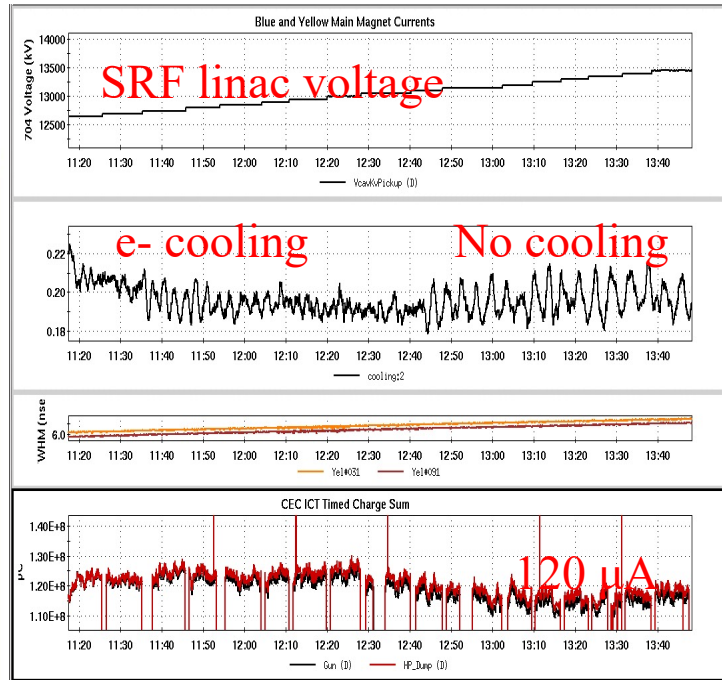 Blue and Yellow Main Magnet Currents
704 Voltage (kV)
14000
13500
13000
12500
SRF linac voltage
11:20 11:30 11:40 11:50 12:00 12:10 12:20 12:30 12:40 12:50 13:00 13:10 13:20 13:30 13:40
VcavKvPickup (D)
e- cooling
No cooling
0.22
0.20
0.18
11:20 11:30 11:40 11:50 12:00 12:10 12:20 12:30 12:40 12:50 13:00 13:10 13:20 13:30 13:40
cooling:2
WHM (nse
6.0
11:20 11:30 11:40 11:50 12:00 12:10 12:20 12:30 12:40 12:50 13:00 13:10 13:20 13:30 13:40
Yel#031 Yel#091
CEC ICT Timed Charge Sum
pC
1.40E+8
1.30E+8
1.20E+8
1.10E+8
120 μA
11:20 11:30 11:40 11:50 12:00 12:10 12:20 12:30 12:40 12:50 13:00 13:10 13:20 13:30 13:40
Gun (D) HP_Dump (D)